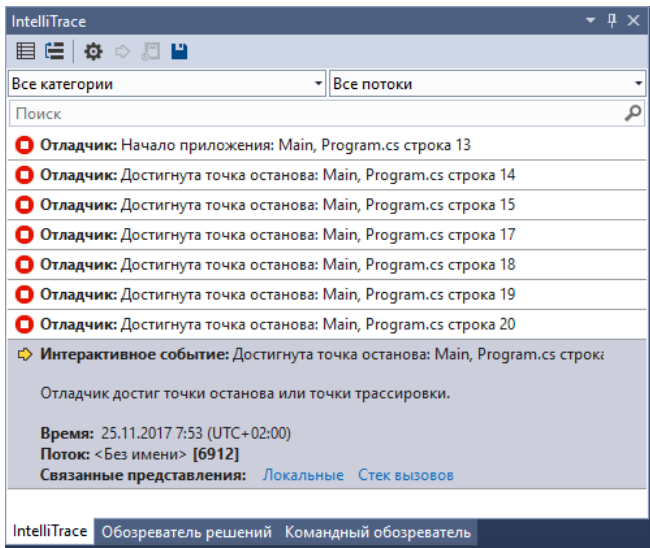 IntelliTrace
Все категории
Все потоки
Поиск
Отладчик: Начало приложения: Main, Program.cs строка 13
Отладчик: Достигнута точка останова: Main, Program.cs строка 14
Отладчик: Достигнута точка останова: Main, Program.cs строка 15
Отладчик: Достигнута точка останова: Main, Program.cs строка 17
Отладчик: Достигнута точка останова: Main, Program.cs строка 18
Отладчик: Достигнута точка останова: Main, Program.cs строка 19
Отладчик: Достигнута точка останова: Main, Program.cs строка 20
Интерактивное событие: Достигнута точка останова: Main, Program.cs строка
Отладчик достиг точки останова или точки трассировки.
Время: 25.11.2017 7:53 (UTC+02:00)
Поток: <Без имени> [6912]
Связанные представления: Локальные Стек вызовов
IntelliTrace Обозреватель решений Командный обозреватель